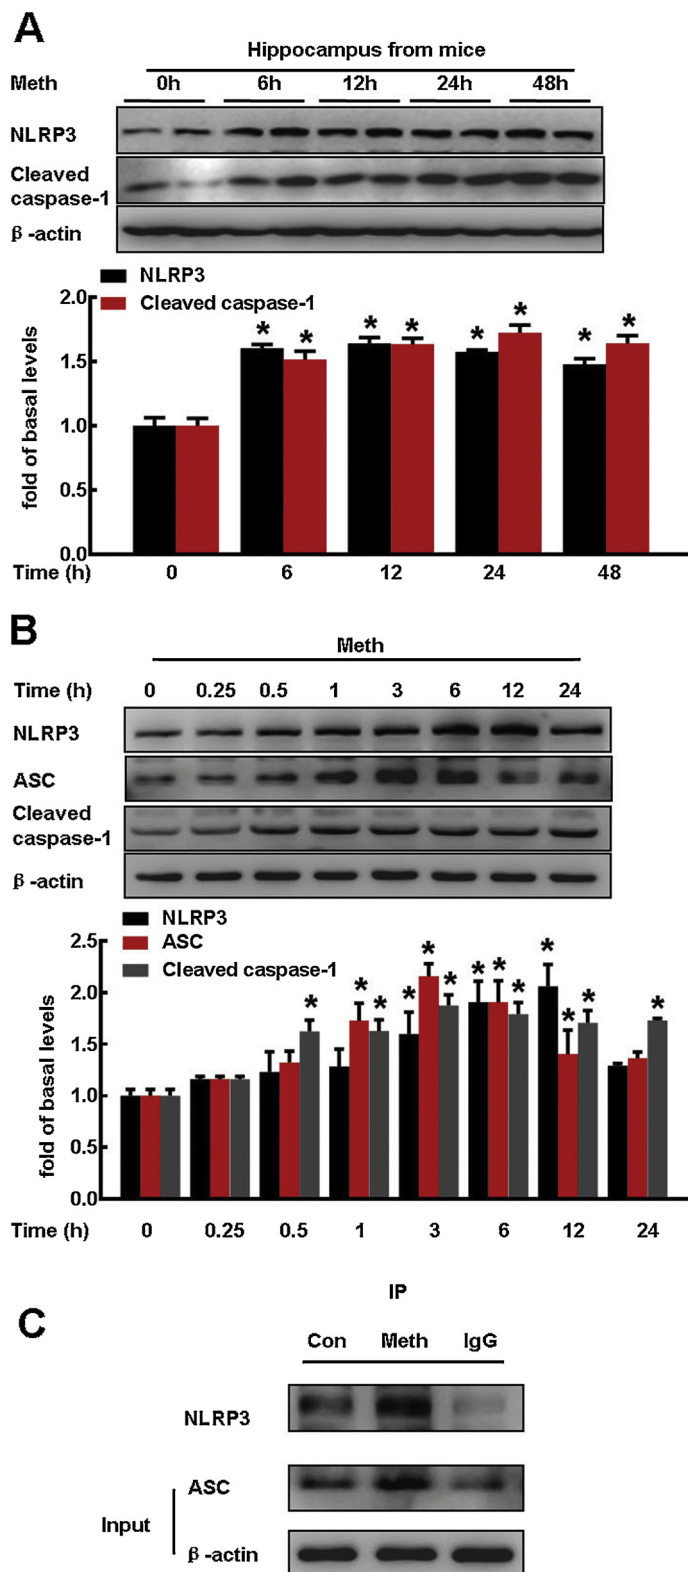 A
Hippocampus from mice
Meth 0h 6h 12h 24h 48h
NLRP3
Cleaved
caspase-1
β -actin
NLRP3
Cleaved caspase-1
2.0
* * * * * * * *
1.5
1.0
0.5
0.0
fold of basal levels
Time (h) 0 6 12 24 48
B
Meth
Time (h) 0 0.25 0.5 1 3 6 12 24
NLRP3
ASC
Cleaved
caspase-1
β -actin
NLRP3
ASC
Cleaved caspase-1
2.5
2.0
* * * * * * * * * * * * *
1.5
1.0
0.5
0.0
fold of basal levels
Time (h) 0 0.25 0.5 1 3 6 12 24
IP
C
Con Meth IgG
NLRP3
ASC
Input
β -actin